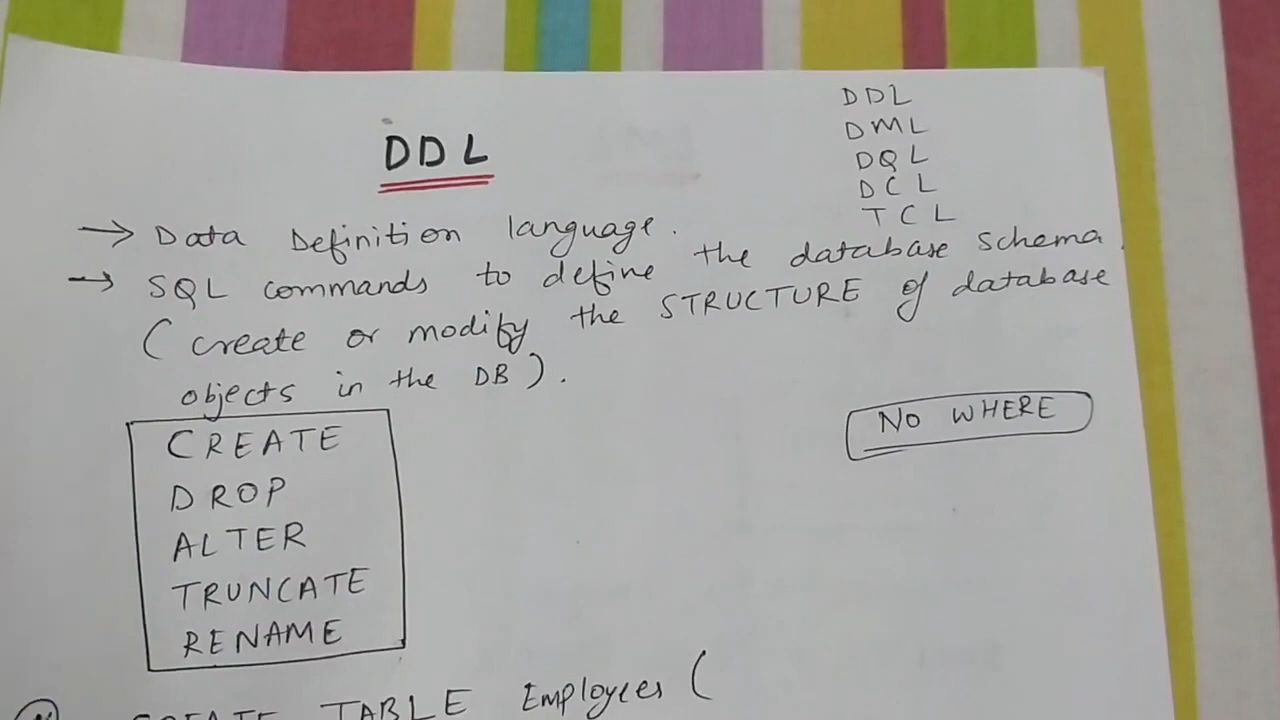 DDL
DDL
DML
DQL
DCL
TCL
→ Data Definition language.
→ SQL commands to define the database schema.
(create or modify the STRUCTURE of database
objects in the DB).
NO WHERE
CREATE
DROP
ALTER
TRUNCATE
RENAME
CREATE TABLE Employees (